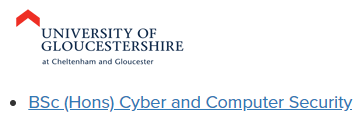 UNIVERSITY OF
GLOUCESTERSHIRE
at Cheltenham and Gloucester
• BSc (Hons) Cyber and Computer Security